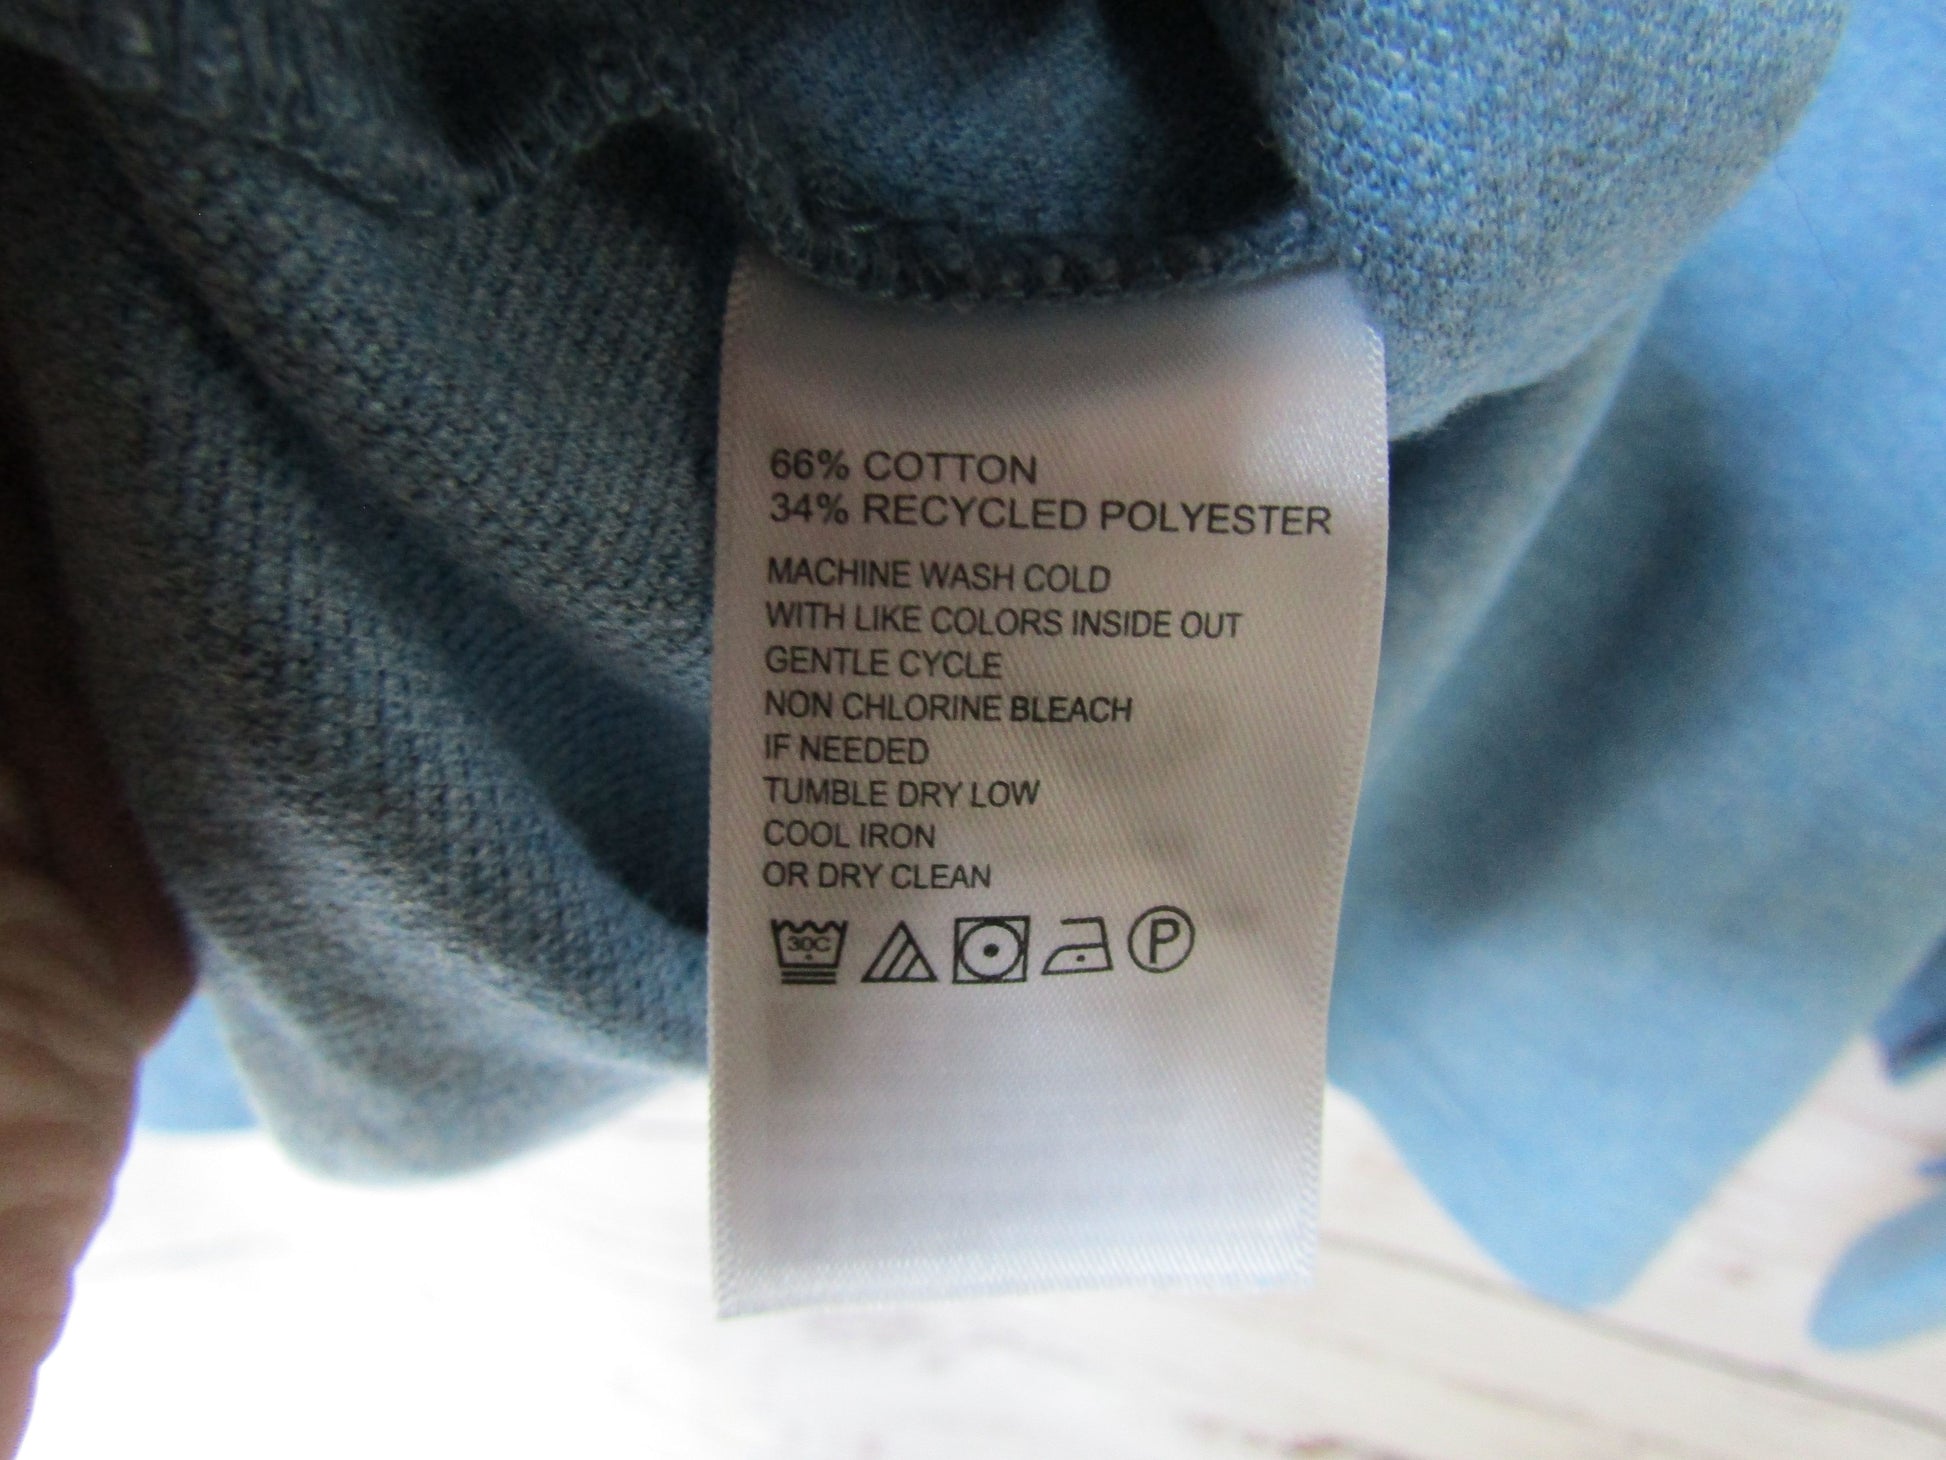 66% COTTON
34% RECYCLED POLYESTER
MACHINE WASH COLD
WITH LIKE COLORS INSIDE OUT
GENTLE CYCLE
NON CHLORINE BLEACH
IF NEEDED
TUMBLE DRY LOW
COOL IRON
OR DRY CLEAN
30C P